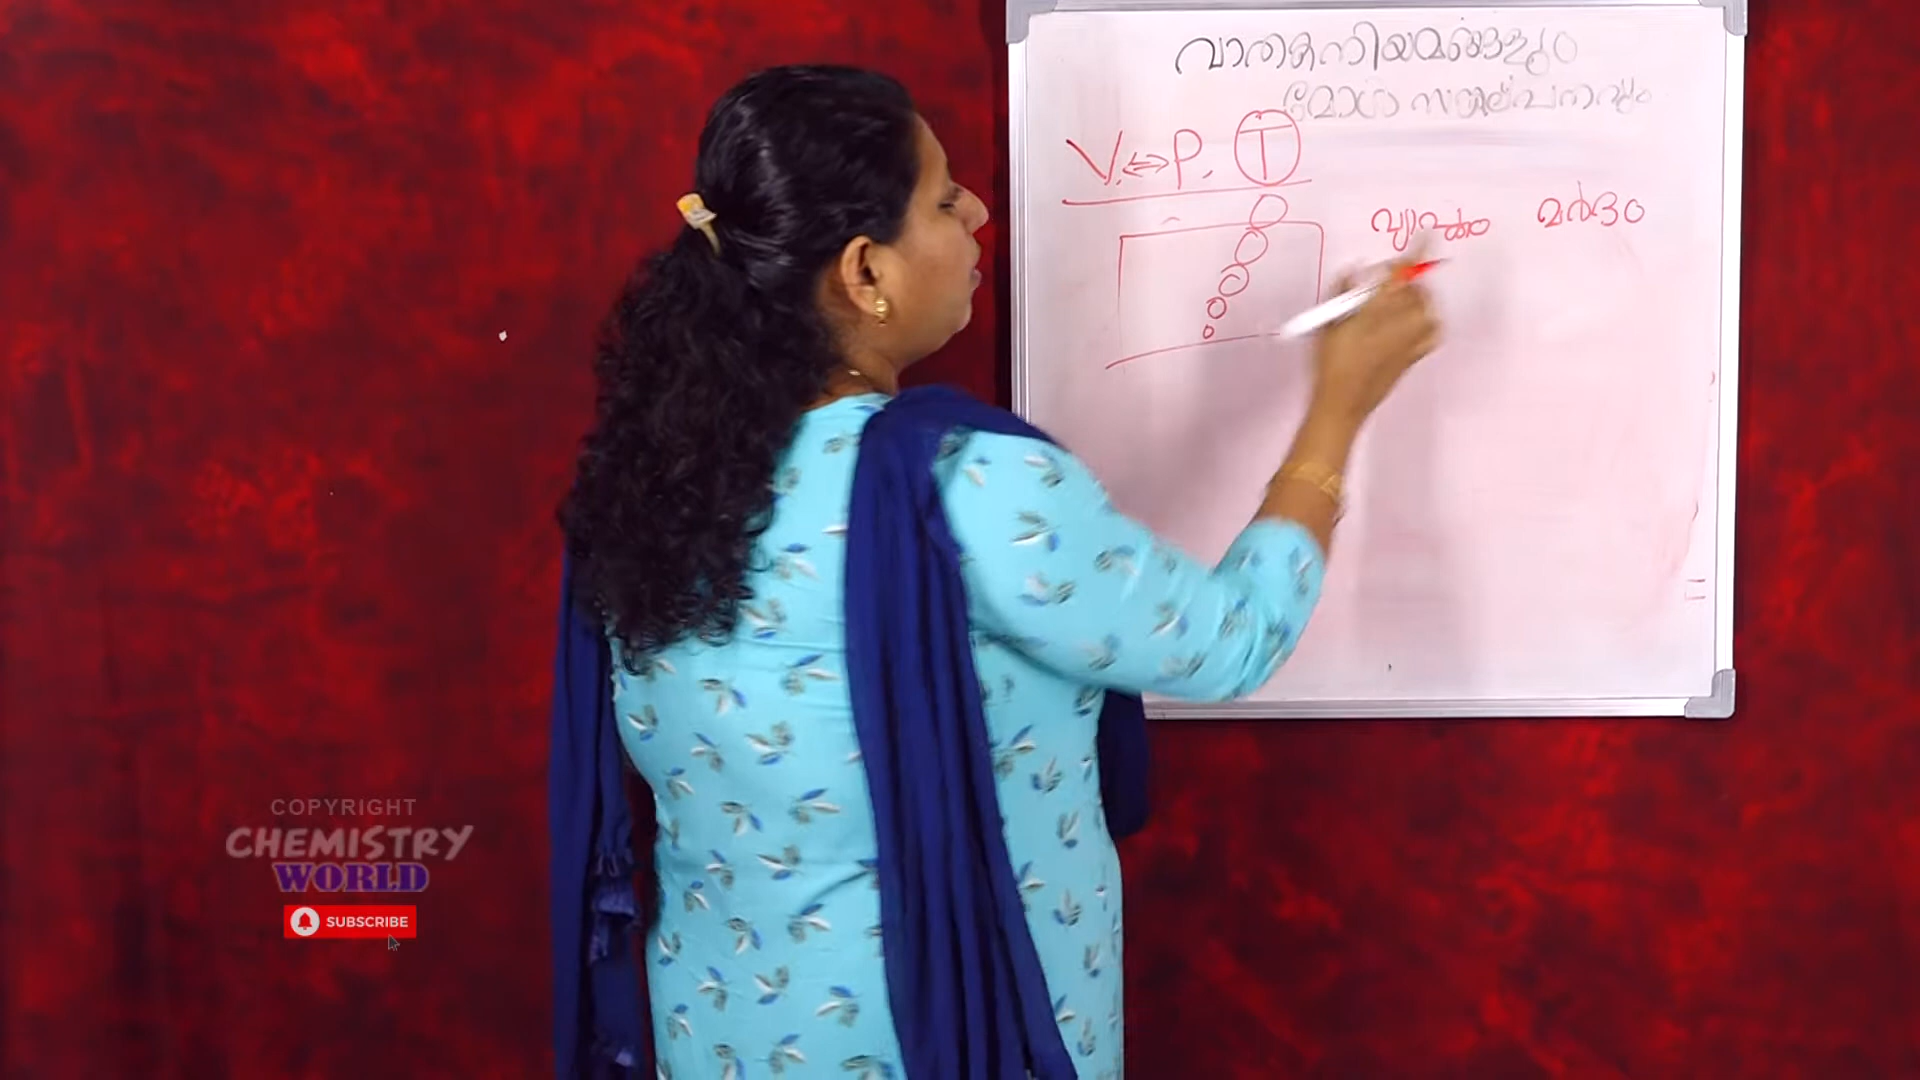 വാതകനിയമങ്ങളും
മോൾ സങ്കല്പനവും
V. ↔ P. T
വ്യാപ്തം മർദം
COPYRIGHT
CHEMISTRY
WORLD
SUBSCRIBE